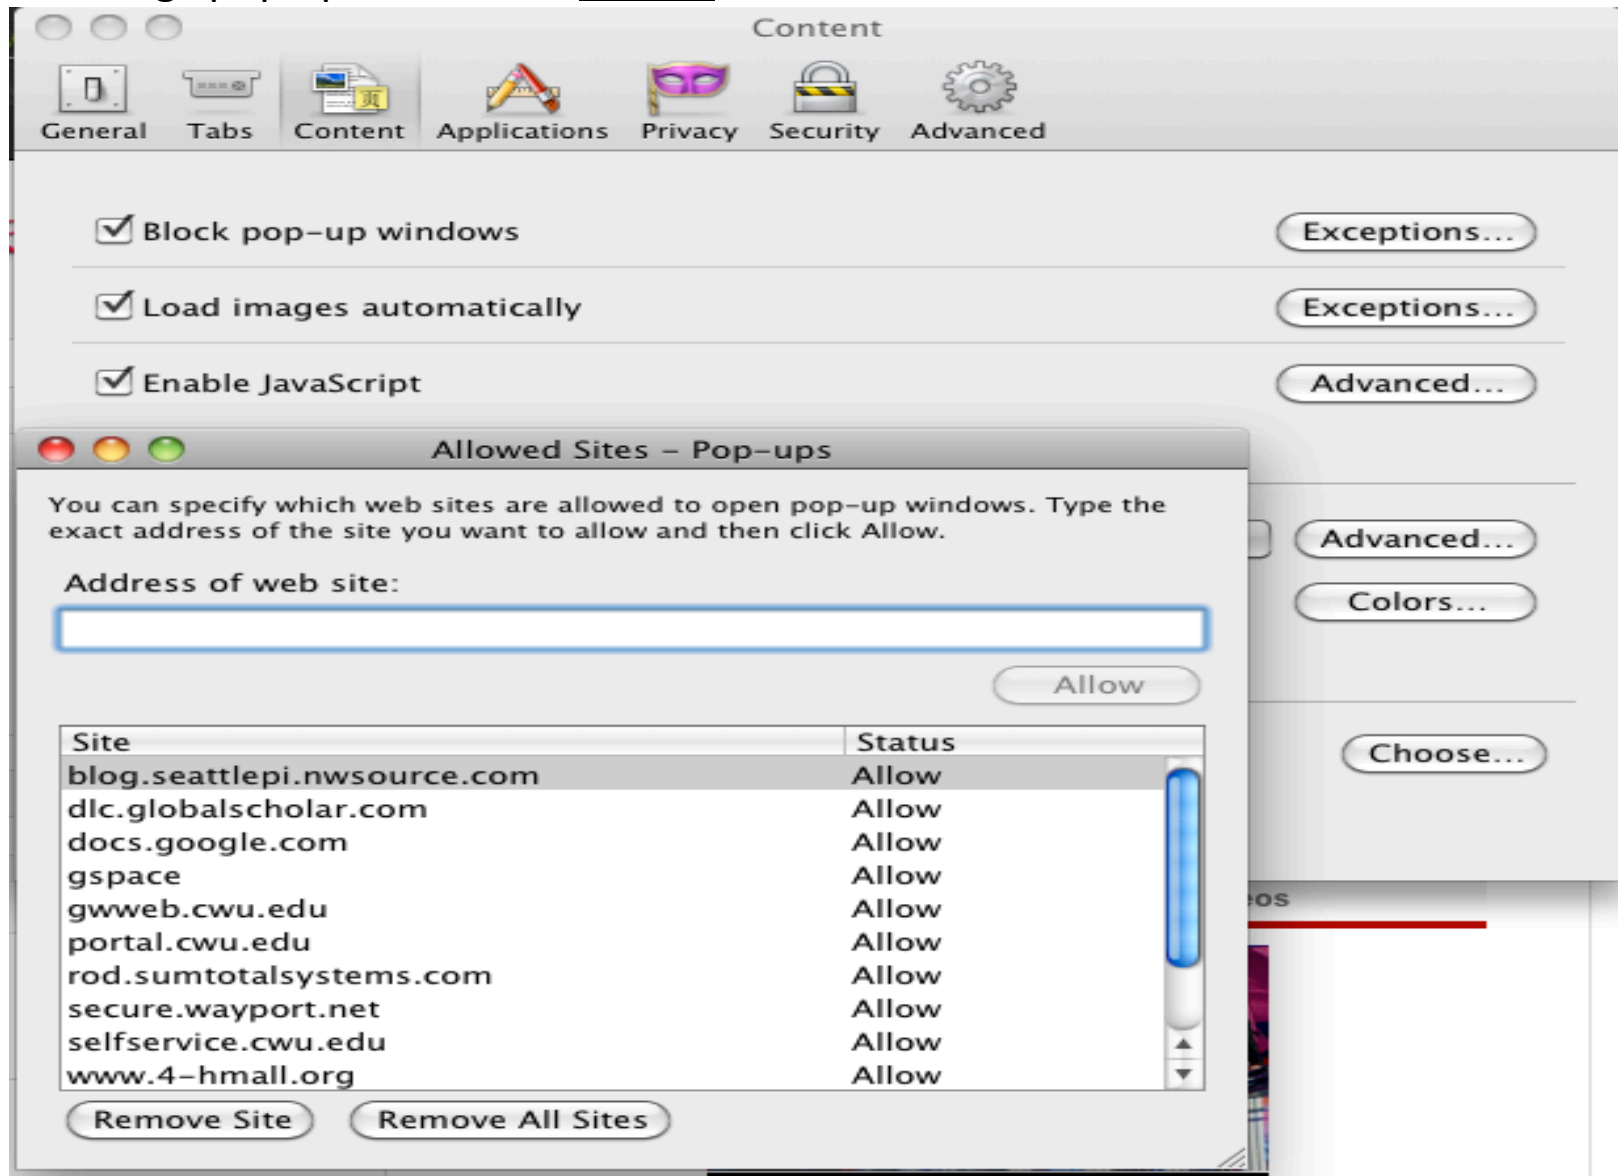 Content
General Tabs Content Applications Privacy Security Advanced
Block pop-up windows Exceptions...
Load images automatically Exceptions...
Enable JavaScript Advanced...
Allowed Sites - Pop-ups
You can specify which web sites are allowed to open pop-up windows. Type the
exact address of the site you want to allow and then click Allow.
Advanced...
Address of web site:
Colors...
Allow
Site Status
Choose...
blog.seattlepi.nwsource.com Allow
dlc.globalscholar.com Allow
docs.google.com Allow
gspace Allow
gwweb.cwu.edu Allow
portal.cwu.edu Allow
rod.sumtotalsystems.com Allow
secure.wayport.net Allow
selfservice.cwu.edu Allow
www.4-hmall.org Allow
Remove Site Remove All Sites